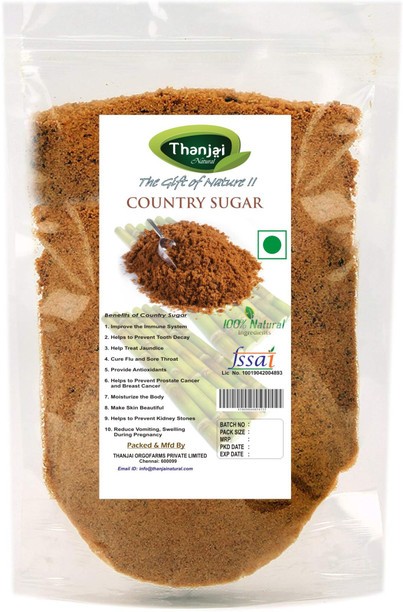 Thanjai
Natural
The Gift of Nature !!
COUNTRY SUGAR
Benefits of Country Sugar
1. Improve the Immune System
2. Helps to Prevent Tooth Decay
3. Help Treat Jaundice
4. Cure Flu and Sore Throat
5. Provide Antioxidants
6. Helps to Prevent Prostate Cancer
and Breast Cancer
7. Moisturize the Body
8. Make Skin Beautiful
9. Helps to Prevent Kidney Stones
10. Reduce Vomiting, Swelling
During Pregnancy
Packed & Mfd By
THANJAI ORGOFARMS PRIVATE LIMITED
Chennai: 600099
Email ID: info@thanjainatural.com
100% Natural
Ingredients
fssai
Lic No. 10019042004893
BATCH NO :
PACK SIZE :
MRP :
PKD DATE :
EXP DATE :